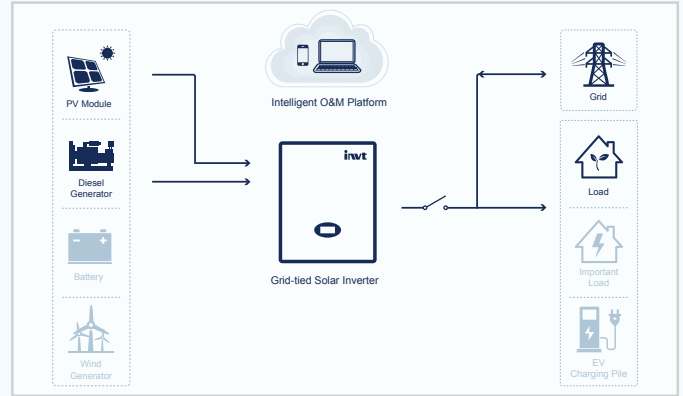 Intelligent O&M Platform
PV Module
Diesel
Generator
Battery
Wind
Generator
invt
Grid-tied Solar Inverter
Grid
Load
Important
Load
EV
Charging Pile